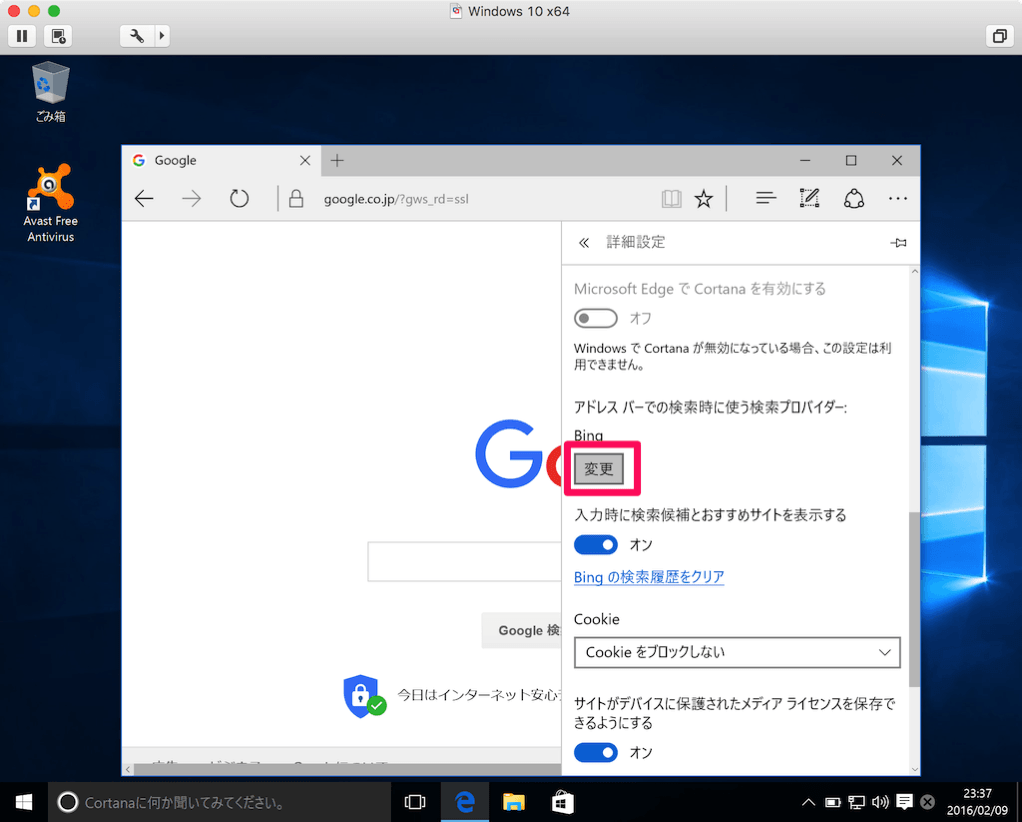 Windows 10 x64
ごみ箱
Avast Free
Antivirus
Google
google.co.jp/?gws_rd=ssl
詳細設定
Microsoft Edge で Cortana を有効にする
オフ
Windows で Cortana が無効になっている場合、この設定は利
用できません。
アドレス バーでの検索時に使う検索プロバイダー:
Bing
変更
入力時に検索候補とおすすめサイトを表示する
オン
Bing の検索履歴をクリア
Cookie
Cookie をブロックしない
サイトがデバイスに保護されたメディア ライセンスを保存で
きるようにする
オン
Go
Google 検
今日はインターネット安心
Cortanaに何か聞いてみてください。
23:37
2016/02/09